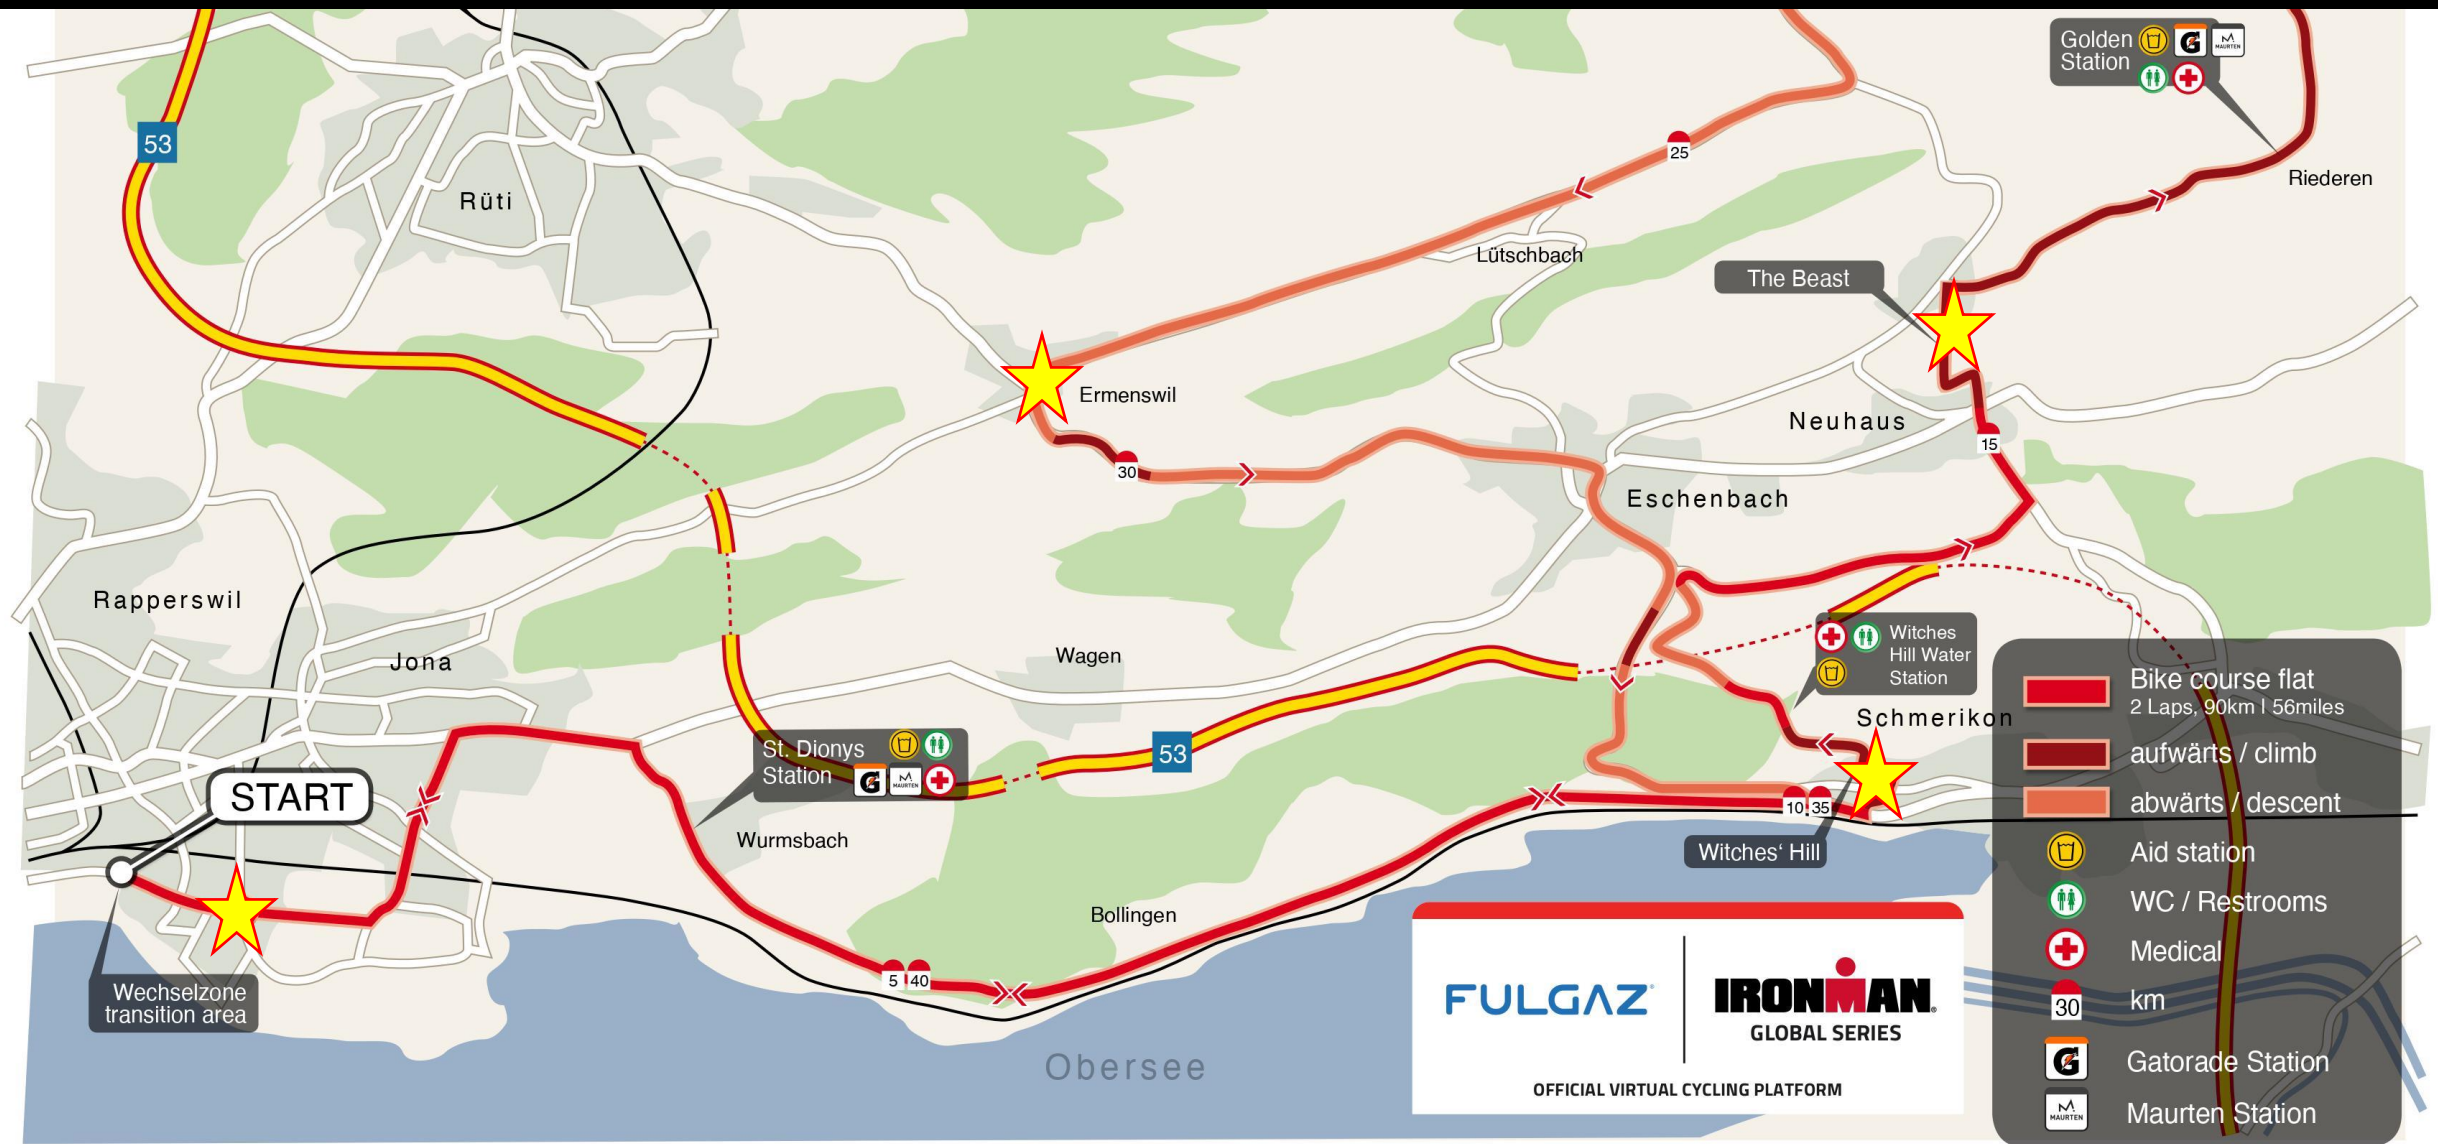 Golden
Station
G
MAURTEN
53
25
Rüti
Riederen
Lütschbach
The Beast
Ermenswil
Neuhaus
15
30
Eschenbach
Rapperswil
Witches
Hill Water
Station
Jona
Wagen
Schmerikon
St. Dionys
Station
G
MAURTEN
53
START
10
35
Wurmsbach
Witches' Hill
Bollingen
5
40
Wechselzone
transition area
Obersee
FULGAZ
IRONMAN
GLOBAL SERIES
OFFICIAL VIRTUAL CYCLING PLATFORM
Bike course flat
2 Laps, 90km I 56miles
aufwärts / climb
abwärts / descent
Aid station
WC / Restrooms
Medical
30
km
G
Gatorade Station
MAURTEN
Maurten Station